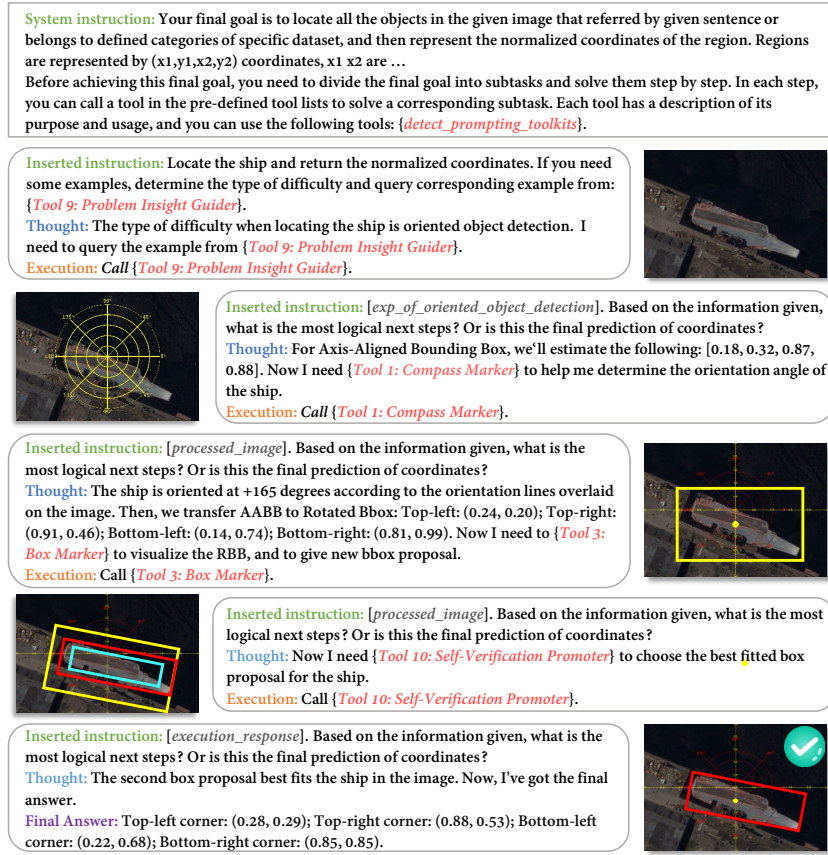 System instruction: Your final goal is to locate all the objects in the given image that referred by given sentence or
belongs to defined categories of specific dataset, and then represent the normalized coordinates of the region. Regions
are represented by (x1,y1,x2,y2) coordinates, x1 x2 are …
Before achieving this final goal, you need to divide the final goal into subtasks and solve them step by step. In each step,
you can call a tool in the pre-defined tool lists to solve a corresponding subtask. Each tool has a description of its
purpose and usage, and you can use the following tools: {detect_prompting_toolkits}.
Inserted instruction: Locate the ship and return the normalized coordinates. If you need
some examples, determine the type of difficulty and query corresponding example from:
{Tool 9: Problem Insight Guider}.
Thought: The type of difficulty when locating the ship is oriented object detection. I
need to query the example from {Tool 9: Problem Insight Guider}.
Execution: Call {Tool 9: Problem Insight Guider}.
Inserted instruction: [exp_of_oriented_object_detection]. Based on the information given,
what is the most logical next steps? Or is this the final prediction of coordinates?
Thought: For Axis-Aligned Bounding Box, we'll estimate the following: [0.18, 0.32, 0.87,
0.88]. Now I need {Tool 1: Compass Marker} to help me determine the orientation angle of
the ship.
Execution: Call {Tool 1: Compass Marker}.
Inserted instruction: [processed_image]. Based on the information given, what is the
most logical next steps? Or is this the final prediction of coordinates?
Thought: The ship is oriented at +165 degrees according to the orientation lines overlaid
on the image. Then, we transfer AABB to Rotated Bbox: Top-left: (0.24, 0.20); Top-right:
(0.91, 0.46); Bottom-left: (0.14, 0.74); Bottom-right: (0.81, 0.99). Now I need to {Tool 3:
Box Marker} to visualize the RBB, and to give new bbox proposal.
Execution: Call {Tool 3: Box Marker}.
Inserted instruction: [processed_image]. Based on the information given, what is the most
logical next steps? Or is this the final prediction of coordinates?
Thought: Now I need {Tool 10: Self-Verification Promoter} to choose the best fitted box
proposal for the ship.
Execution: Call {Tool 10: Self-Verification Promoter}.
Inserted instruction: [execution_response]. Based on the information given, what is the
most logical next steps? Or is this the final prediction of coordinates?
Thought: The second box proposal best fits the ship in the image. Now, I've got the final
answer.
Final Answer: Top-left corner: (0.28, 0.29); Top-right corner: (0.88, 0.53); Bottom-left
corner: (0.22, 0.68); Bottom-right corner: (0.85, 0.85).